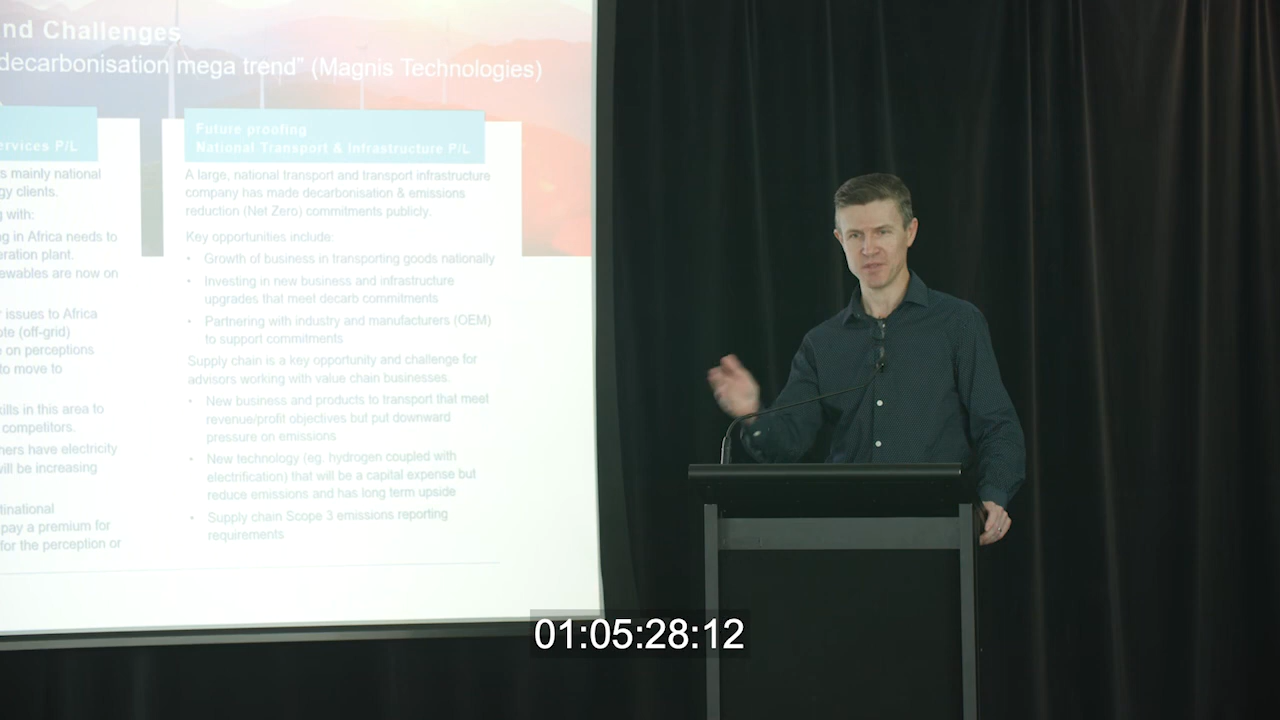 nd Challenges
decarbonisation mega trend” (Magnis Technologies)
ervices P/L
s mainly national
gy clients.
g with:
ng in Africa needs to
eration plant.
ewables are now on
r issues to Africa
ote (off-grid)
e on perceptions
to move to
kills in this area to
competitors.
ners have electricity
will be increasing
tinational
pay a premium for
for the perception or
Future proofing
National Transport & Infrastructure P/L
A large, national transport and transport infrastructure
company has made decarbonisation & emissions
reduction (Net Zero) commitments publicly.
Key opportunities include:
• Growth of business in transporting goods nationally
• Investing in new business and infrastructure
upgrades that meet decarb commitments
• Partnering with industry and manufacturers (OEM)
to support commitments
Supply chain is a key opportunity and challenge for
advisors working with value chain businesses.
• New business and products to transport that meet
revenue/profit objectives but put downward
pressure on emissions
• New technology (eg. hydrogen coupled with
electrification) that will be a capital expense but
reduce emissions and has long term upside
• Supply chain Scope 3 emissions reporting
requirements
01:05:28:12